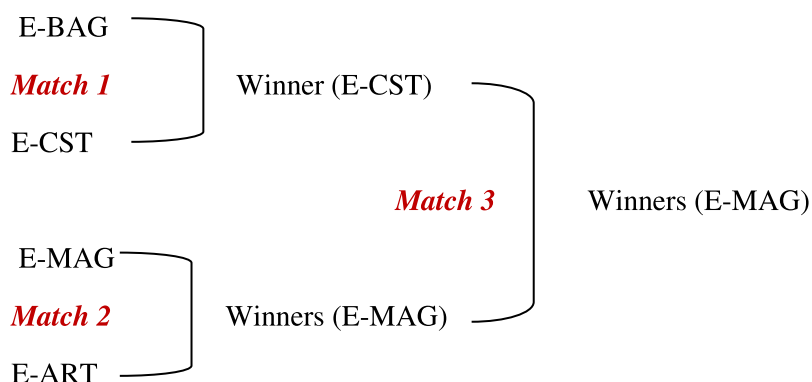 E-BAG
Match 1
Winner (E-CST)
E-CST
Match 3
Winners (E-MAG)
E-MAG
Match 2
Winners (E-MAG)
E-ART